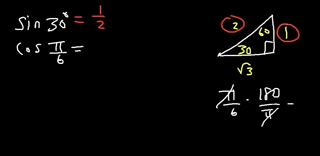 sin 30° = 1/2
cos π/6 =
2 60 1
30
√3
π/6 · 180/π =